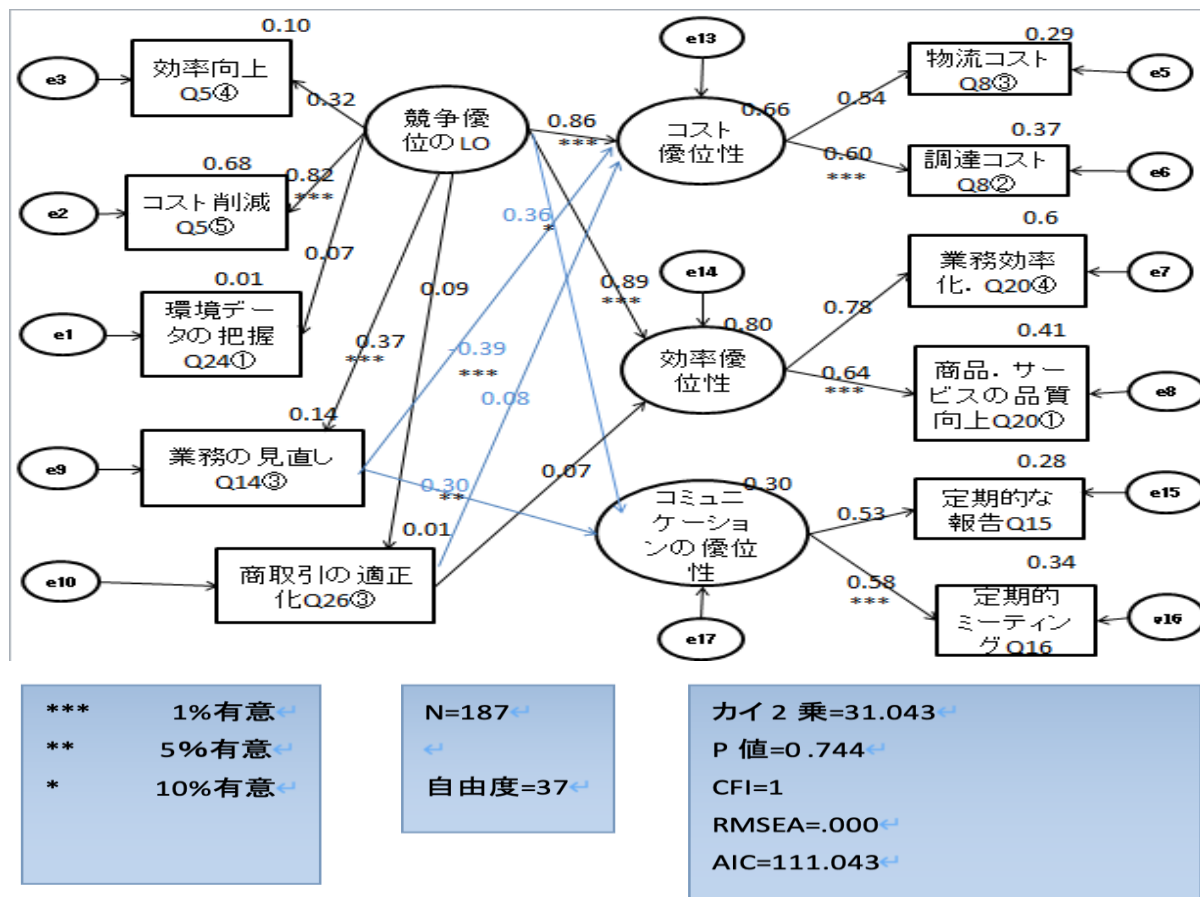 0.10
e3
効率向上
Q5④
0.32
0.68
e2
コスト削減
Q5⑤
0.82
***
0.01
e1
環境デー
タの把握
Q24①
0.07
競争優
位のLO
0.86
***
0.36
*
0.89
***
0.09
0.37
***
-0.39
***
0.08
0.14
e9
業務の見直し
Q14③
0.30
**
0.01
e10
商取引の適正
化Q26③
0.07
e13
0.66
コスト
優位性
0.54
0.60
***
e14
0.80
効率優
位性
0.78
0.64
***
0.30
コミュニ
ケーショ
ンの優位
性
e17
0.53
0.58
***
0.29
物流コスト
Q8③
e5
0.37
調達コスト
Q8②
e6
0.6
業務効率
化. Q20④
e7
0.41
商品. サー
ビスの品質
向上Q20①
e8
0.28
定期的な
報告Q15
e15
0.34
定期的
ミーティン
グQ16
e16
*** 1%有意↵
** 5%有意↵
* 10%有意↵
N=187↵
↵
自由度=37↵
カイ2 乗=31.043↵
P 値=0.744↵
CFI=1
RMSEA=.000↵
AIC=111.043↵